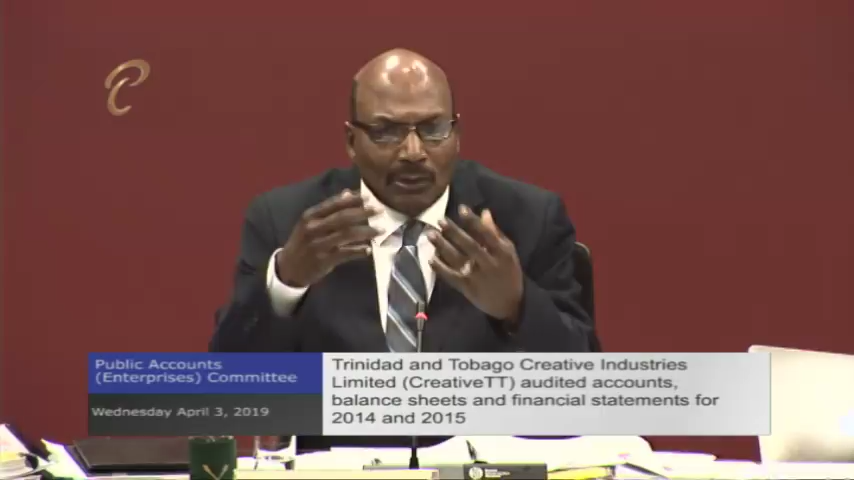 Public Accounts
(Enterprises) Committee
Wednesday April 3, 2019
Trinidad and Tobago Creative Industries
Limited (CreativeTT) audited accounts,
balance sheets and financial statements for
2014 and 2015